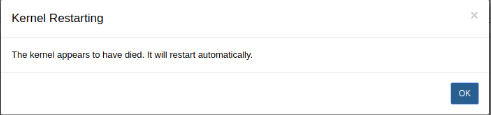 Kernel Restarting
×
The kernel appears to have died. It will restart automatically.
OK